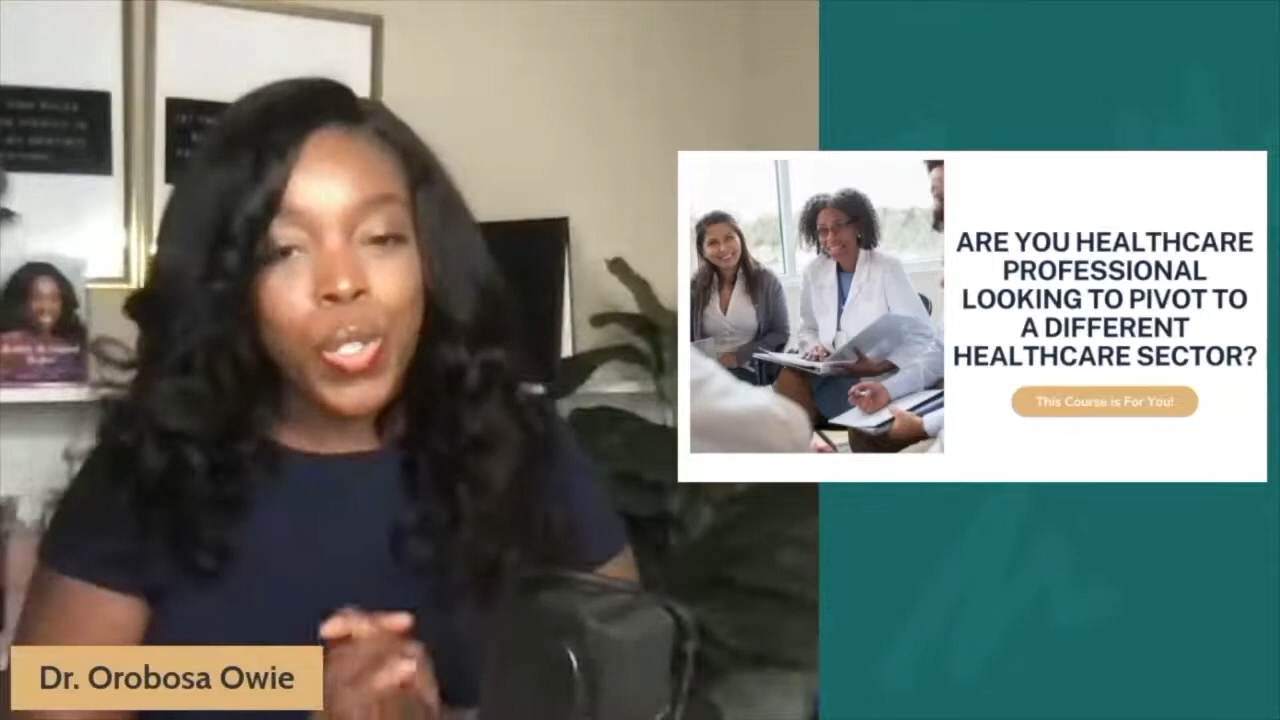 ARE YOU HEALTHCARE
PROFESSIONAL
LOOKING TO PIVOT TO
A DIFFERENT
HEALTHCARE SECTOR?
This Course is For You!
Dr. Orobosa Owie